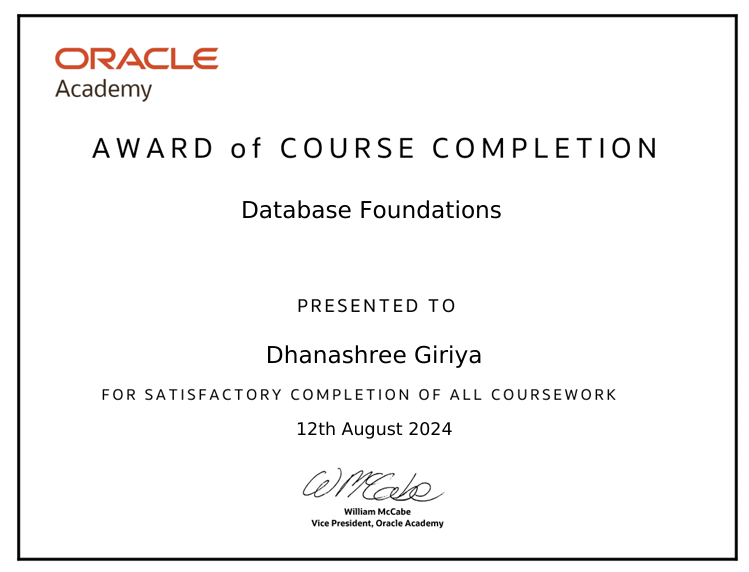 ORACLE
Academy
AWARD of COURSE COMPLETION
Database Foundations
PRESENTED TO
Dhanashree Giriya
FOR SATISFACTORY COMPLETION OF ALL COURSEWORK
12th August 2024
WMcCabe
William McCabe
Vice President, Oracle Academy